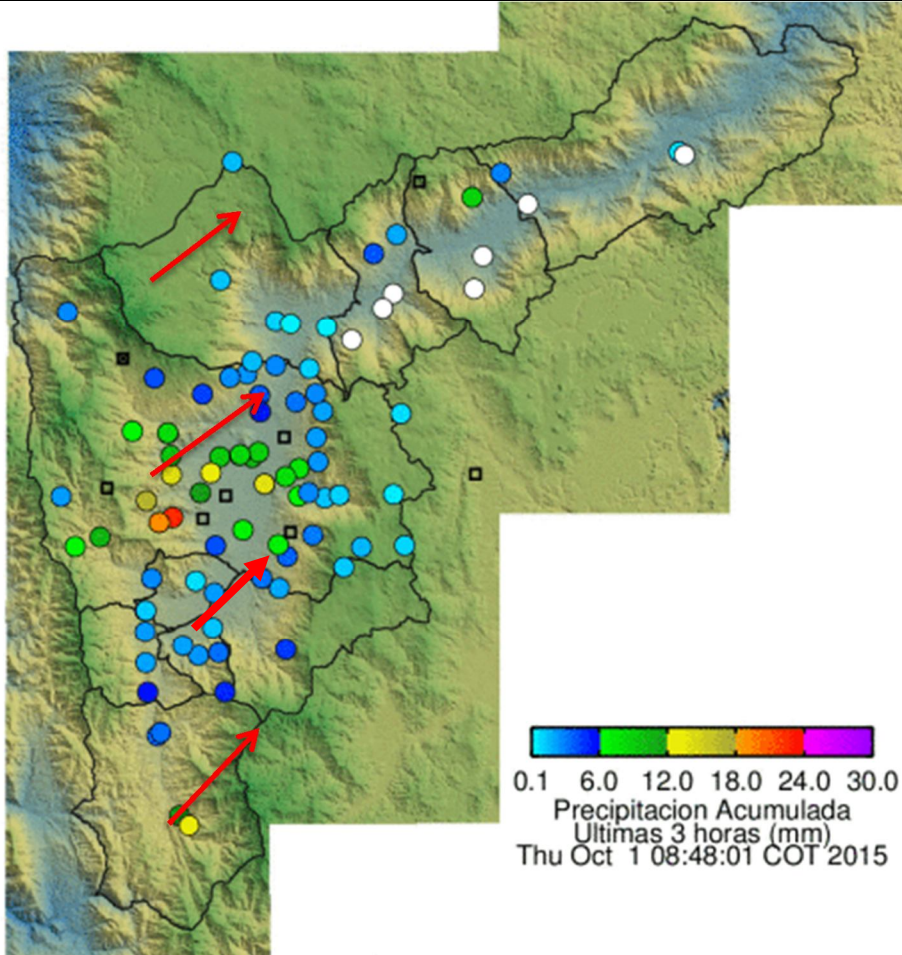 0.1 6.0 12.0 18.0 24.0 30.0
Precipitacion Acumulada
Ultimas 3 horas (mm)
Thu Oct 1 08:48:01 COT 2015